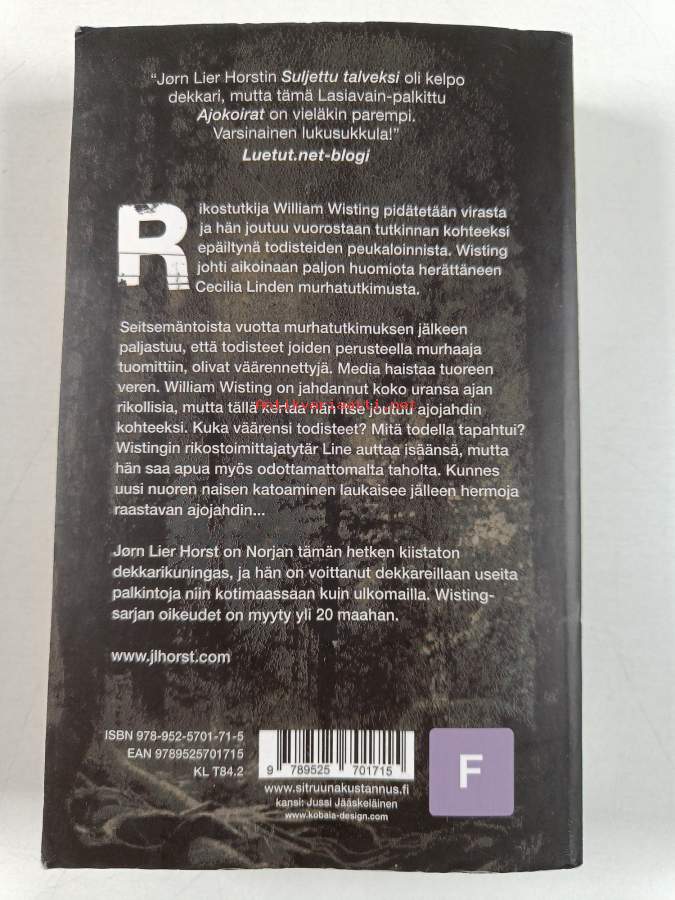 “Jørn Lier Horstin Suljettu talveksi oli kelpo
dekkari, mutta tämä Lasiavain-palkittu
Ajokoirat on vieläkin parempi.
Varsinainen lukusukkula!”
Luetut.net-blogi
Rikostutkija William Wisting pidätetään virasta
ja hän joutuu vuorostaan tutkinnan kohteeksi
epäiltynä todisteiden peukaloinnista. Wisting
johti aikoinaan paljon huomiota herättäneen
Cecilia Linden murhatutkimusta.
Seitsemäntoista vuotta murhatutkimuksen jälkeen
paljastuu, että todisteet joiden perusteella murhaaja
tuomittiin, olivat väärennettyjä. Media haistaa tuoreen
veren. William Wisting on jahdannut koko uransa ajan
rikollisia, mutta tällä kertaa hän itse joutuu ajojahdin
kohteeksi. Kuka väärensi todisteet? Mitä todella tapahtui?
Wistingin rikostoimittajatytär Line auttaa isäänsä, mutta
hän saa apua myös odottamattomalta taholta. Kunnes
uusi nuoren naisen katoaminen laukaisee jälleen hermoja
raastavan ajojahdin...
Jørn Lier Horst on Norjan tämän hetken kiistaton
dekkarikuningas, ja hän on voittanut dekkareillaan useita
palkintoja niin kotimaassaan kuin ulkomailla. Wisting-
sarjan oikeudet on myyty yli 20 maahan.
www.jlhorst.com
ISBN 978-952-5701-71-5
EAN 9789525701715
KL T84.2
9 789525 701715
www.sitruunakustannus.fi
kansi: Jussi Jääskeläinen
www.kobaia-design.com
F
antikvariaatti.net